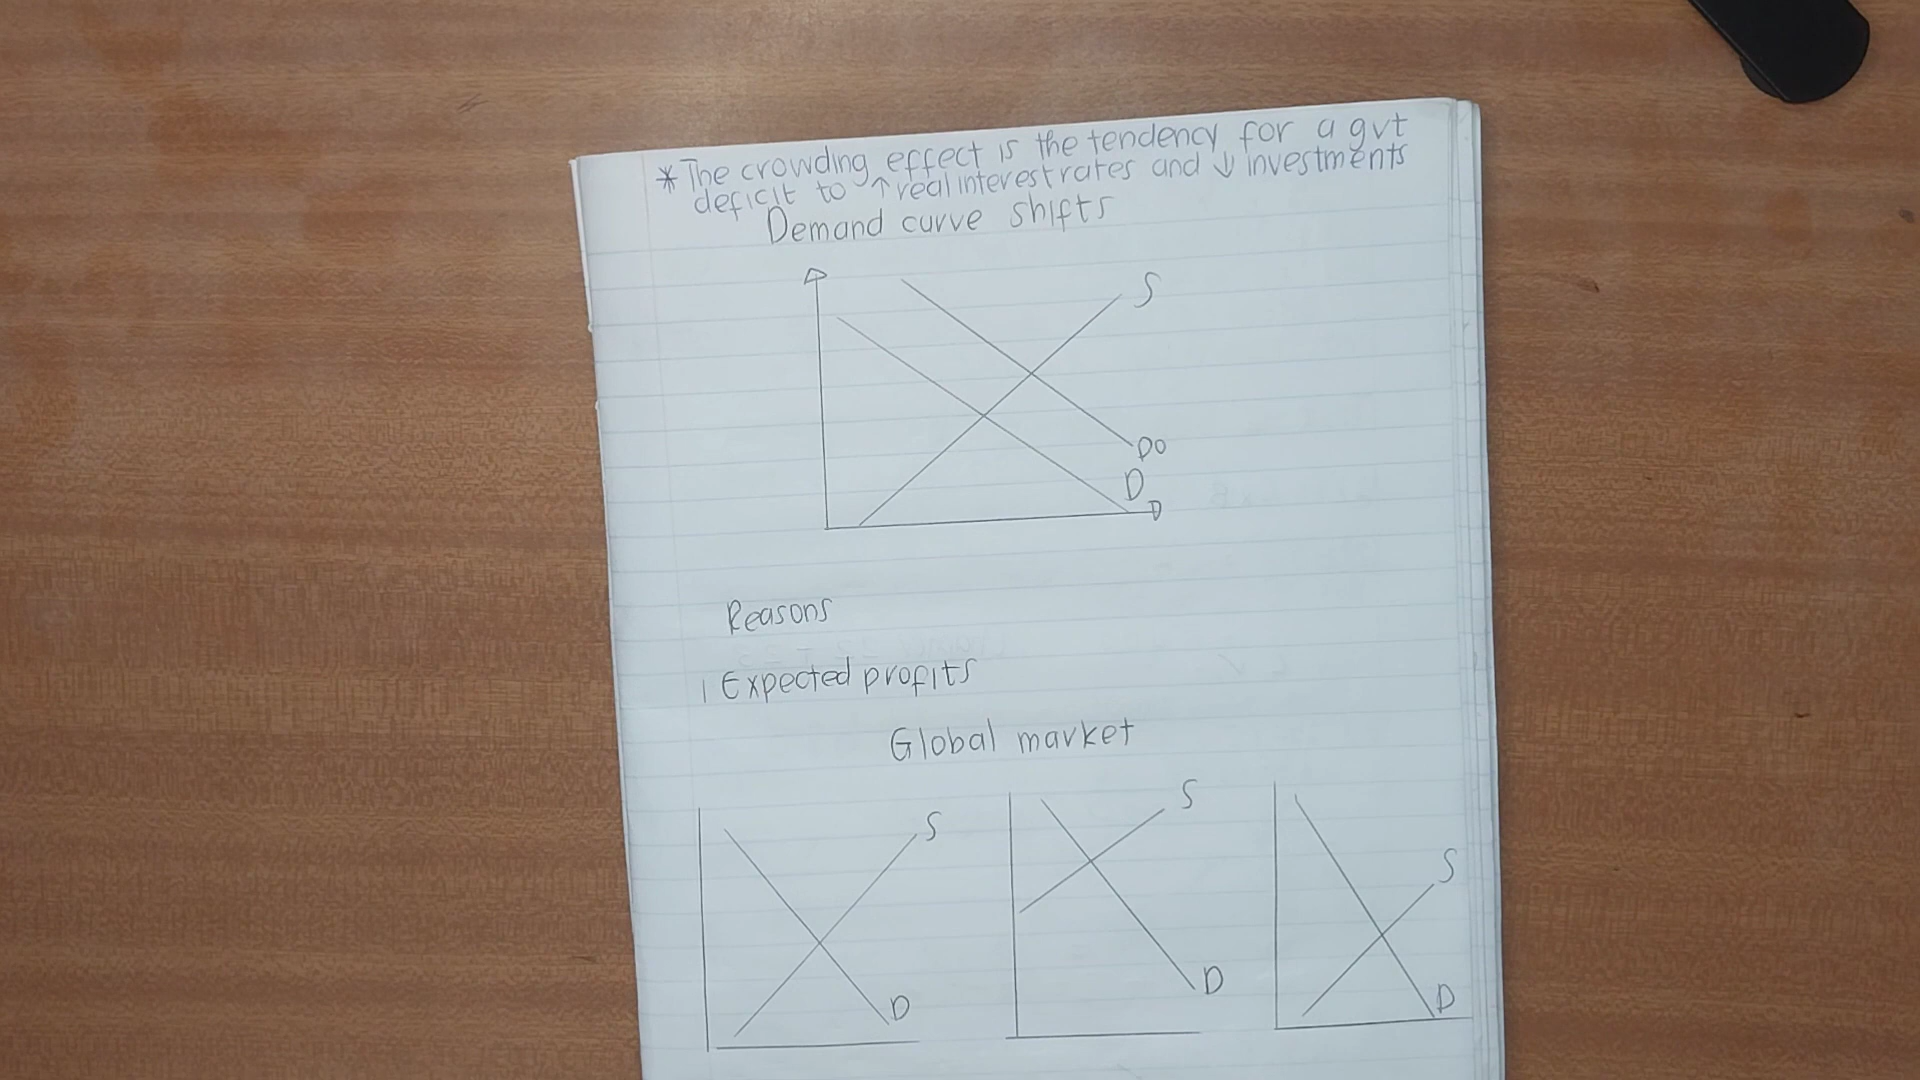 * The crowding effect is the tendency for a gvt
deficit to ↑ real interest rates and ↓ investments
Demand curve shifts
S
Do
D
Reasons
1 Expected profits
Global market
S S S
D D D